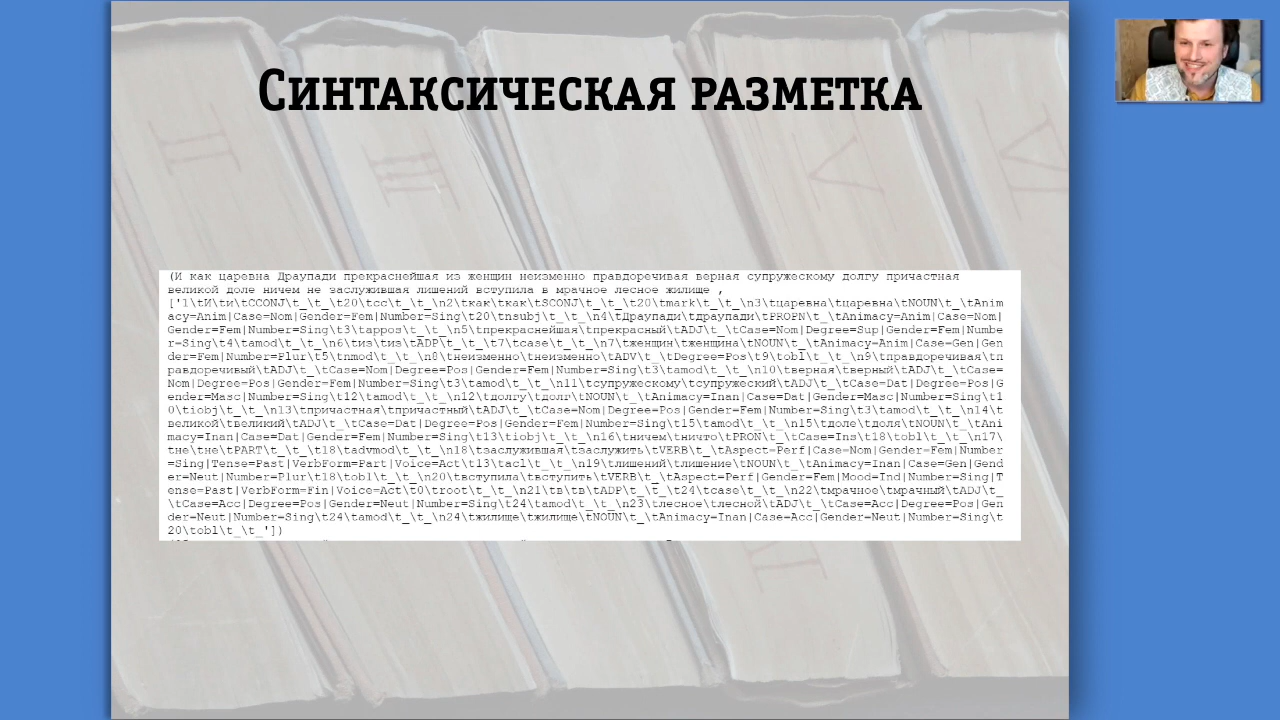 Синтаксическая разметка
(И как царевна Драупади прекраснейшая из женщин неизменно правдоречивая верная супружескому долгу причастная
великой доле ничем не заслужившая лишений вступила в мрачное лесное жилище ,
['1\tИ\tи\tCCONJ\t_\t_\t20\tcc\t_\t_\n2\tкак\tкак\tSCONJ\t_\t_\t20\tmark\t_\t_\n3\tцаревна\tцаревна\tNOUN\t_\tAnim
acy=Anim|Case=Nom|Gender=Fem|Number=Sing\t20\tnsubj\t_\t_\n4\tДраупади\tдраупади\tPROPN\t_\tAnimacy=Anim|Case=Nom|
Gender=Fem|Number=Sing\t3\tappos\t_\t_\n5\tпрекраснейшая\tпрекрасный\tADJ\t_\tCase=Nom|Degree=Sup|Gender=Fem|Numbe
r=Sing\t4\tamod\t_\t_\n6\tиз\tиз\tADP\t_\t_\t7\tcase\t_\t_\n7\tженщин\tженщина\tNOUN\t_\tAnimacy=Anim|Case=Gen|Gen
der=Fem|Number=Plur\t5\tnmod\t_\t_\n8\tнеизменно\tнеизменно\tADV\t_\tDegree=Pos\t9\tobl\t_\t_\n9\tправдоречивая\tп
равдоречивый\tADJ\t_\tCase=Nom|Degree=Pos|Gender=Fem|Number=Sing\t3\tamod\t_\t_\n10\tверная\tверный\tADJ\t_\tCase=
Nom|Degree=Pos|Gender=Fem|Number=Sing\t3\tamod\t_\t_\n11\tсупружескому\tсупружеский\tADJ\t_\tCase=Dat|Degree=Pos|G
ender=Masc|Number=Sing\t12\tamod\t_\t_\n12\tдолгу\tдолг\tNOUN\t_\tAnimacy=Inan|Case=Dat|Gender=Masc|Number=Sing\t1
0\tiobj\t_\t_\n13\tпричастная\tпричастный\tADJ\t_\tCase=Nom|Degree=Pos|Gender=Fem|Number=Sing\t3\tamod\t_\t_\n14\t
великой\tвеликий\tADJ\t_\tCase=Dat|Degree=Pos|Gender=Fem|Number=Sing\t15\tamod\t_\t_\n15\tдоле\tдоля\tNOUN\t_\tAni
macy=Inan|Case=Dat|Gender=Fem|Number=Sing\t13\tiobj\t_\t_\n16\tничем\tничто\tPRON\t_\tCase=Ins\t18\tobl\t_\t_\n17\
tне\tне\tPART\t_\t_\t18\tadvmod\t_\t_\n18\tзаслужившая\tзаслужить\tVERB\t_\tAspect=Perf|Case=Nom|Gender=Fem|Number
=Sing|Tense=Past|VerbForm=Part|Voice=Act\t13\tacl\t_\t_\n19\tлишений\tлишение\tNOUN\t_\tAnimacy=Inan|Case=Gen|Gend
er=Neut|Number=Plur\t18\tobl\t_\t_\n20\tвступила\tвступить\tVERB\t_\tAspect=Perf|Gender=Fem|Mood=Ind|Number=Sing|T
ense=Past|VerbForm=Fin|Voice=Act\t0\troot\t_\t_\n21\tв\tв\tADP\t_\t_\t24\tcase\t_\t_\n22\tмрачное\tмрачный\tADJ\t_
\tCase=Acc|Degree=Pos|Gender=Neut|Number=Sing\t24\tamod\t_\t_\n23\tлесное\tлесной\tADJ\t_\tCase=Acc|Degree=Pos|Gen
der=Neut|Number=Sing\t24\tamod\t_\t_\n24\tжилище\tжилище\tNOUN\t_\tAnimacy=Inan|Case=Acc|Gender=Neut|Number=Sing\t
20\tobl\t_\t_'])
II
III
V
VI